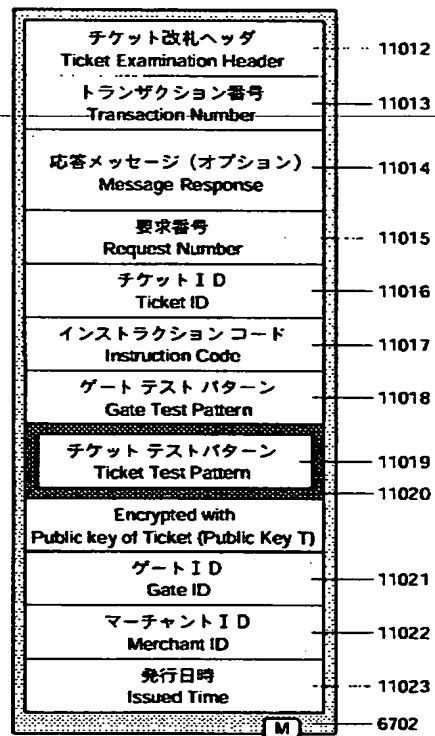 チケット改札ヘッダ
Ticket Examination Header
11012
トランザクション番号
Transaction Number
11013
応答メッセージ（オプション）
Message Response
11014
要求番号
Request Number
11015
チケットＩＤ
Ticket ID
11016
インストラクション コード
Instruction Code
11017
ゲート テスト パターン
Gate Test Pattern
11018
チケット テストパターン
Ticket Test Pattern
11019
11020
Encrypted with
Public key of Ticket (Public Key T)
ゲートＩＤ
Gate ID
11021
マーチャントＩＤ
Merchant ID
11022
発行日時
Issued Time
11023
6702
M